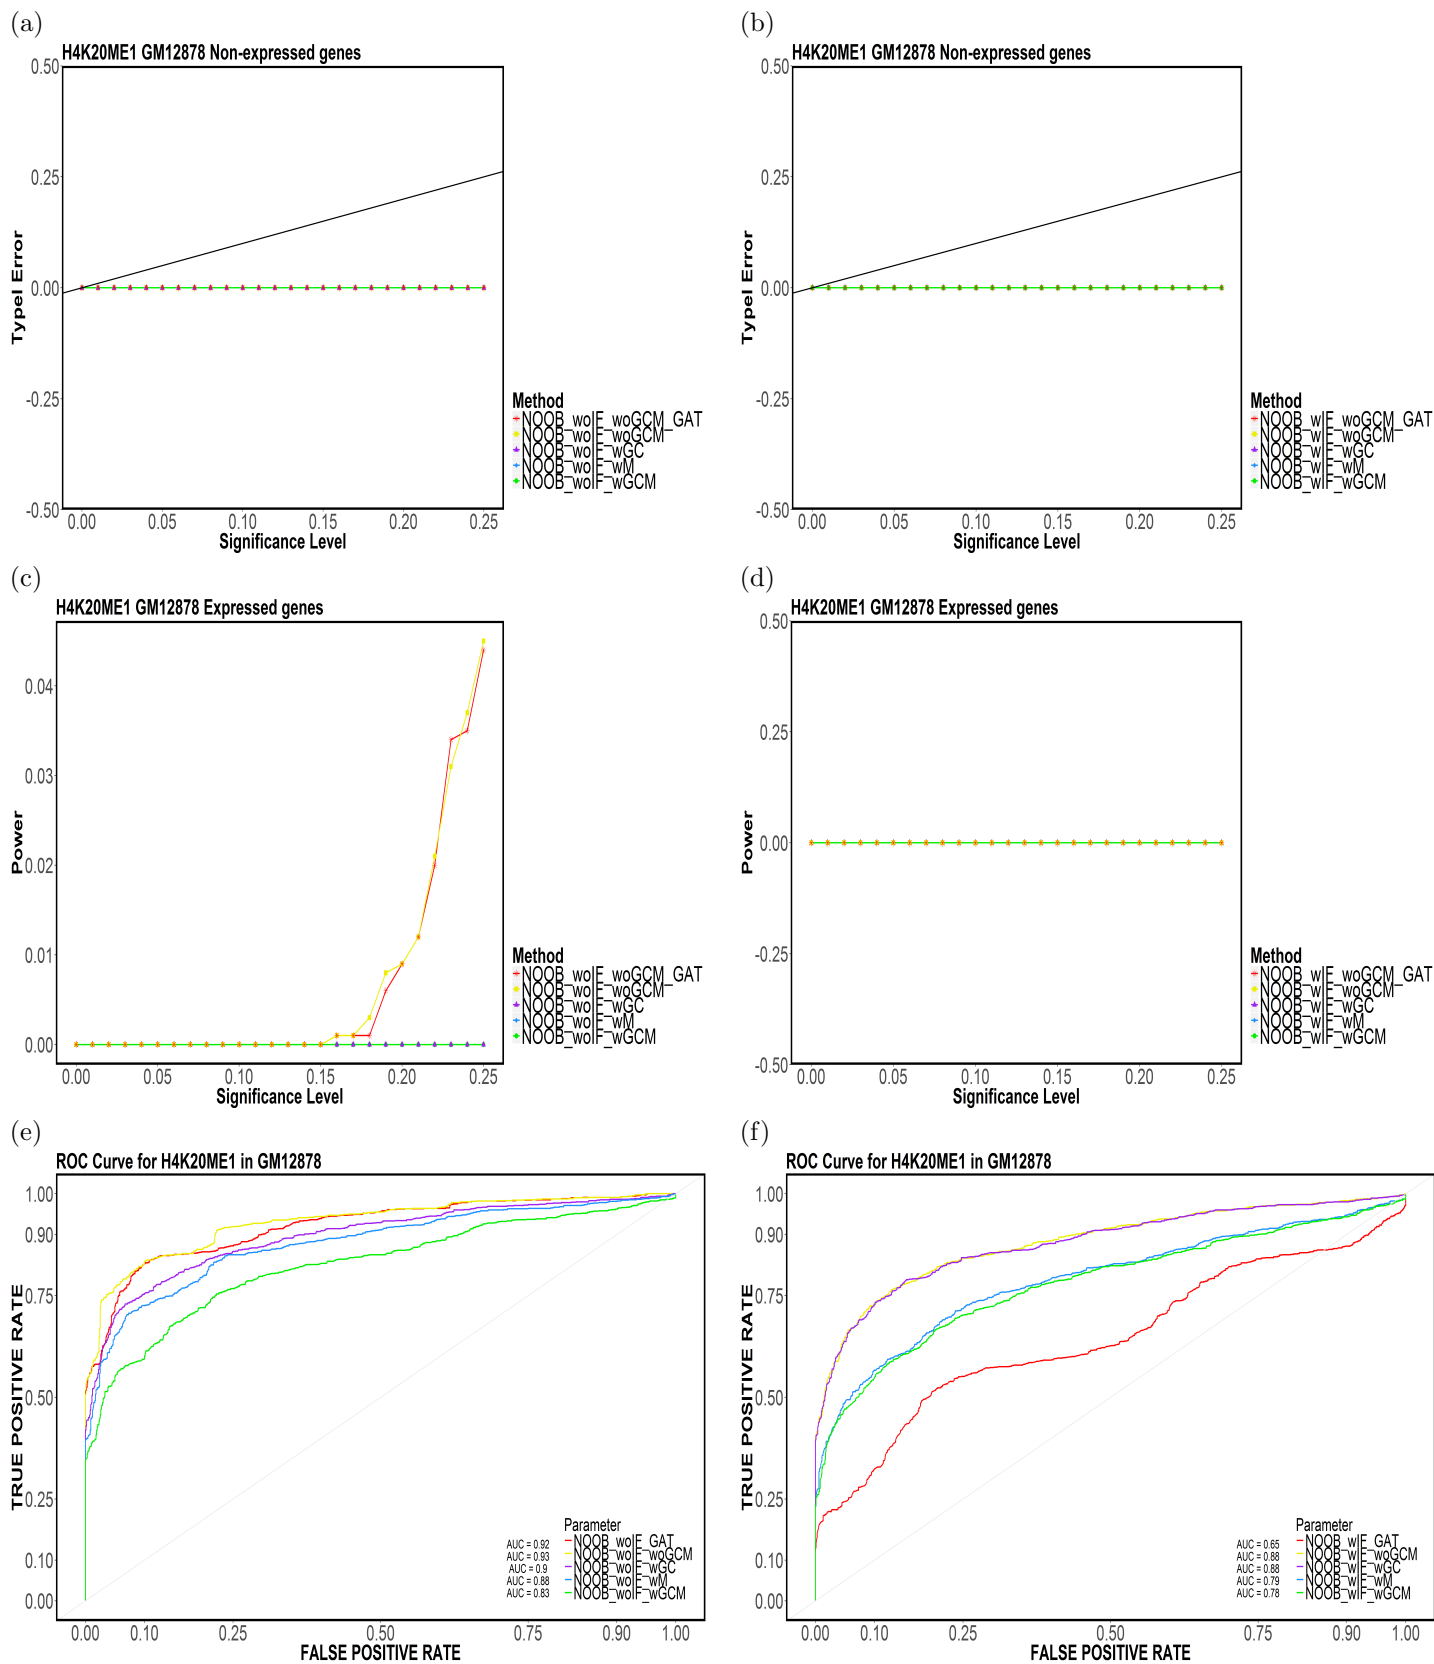 (a)
H4K20ME1 GM12878 Non-expressed genes
0.50
0.25
0.00
-0.25
-0.50
TypeI Error
0.00 0.05 0.10 0.15 0.20 0.25
Significance Level
Method
NOOB_woIF_woGCM_GAT
NOOB_woIF_woGCM
NOOB_woIF_wGC
NOOB_woIF_wM
NOOB_woIF_wGCM
(b)
H4K20ME1 GM12878 Non-expressed genes
0.50
0.25
0.00
-0.25
-0.50
TypeI Error
0.00 0.05 0.10 0.15 0.20 0.25
Significance Level
Method
NOOB_wIF_woGCM_GAT
NOOB_wIF_woGCM
NOOB_wIF_wGC
NOOB_wIF_wM
NOOB_wIF_wGCM
(c)
H4K20ME1 GM12878 Expressed genes
0.04
0.03
0.02
0.01
0.00
Power
0.00 0.05 0.10 0.15 0.20 0.25
Significance Level
Method
NOOB_woIF_woGCM_GAT
NOOB_woIF_woGCM
NOOB_woIF_wGC
NOOB_woIF_wM
NOOB_woIF_wGCM
(d)
H4K20ME1 GM12878 Expressed genes
0.50
0.25
0.00
-0.25
-0.50
Power
0.00 0.05 0.10 0.15 0.20 0.25
Significance Level
Method
NOOB_wIF_woGCM_GAT
NOOB_wIF_woGCM
NOOB_wIF_wGC
NOOB_wIF_wM
NOOB_wIF_wGCM
(e)
ROC Curve for H4K20ME1 in GM12878
1.00
0.90
0.75
0.50
0.25
0.10
0.00
TRUE POSITIVE RATE
Parameter
AUC = 0.92 NOOB_woIF_GAT
AUC = 0.93 NOOB_woIF_woGCM
AUC = 0.9 NOOB_woIF_wGC
AUC = 0.88 NOOB_woIF_wM
AUC = 0.83 NOOB_woIF_wGCM
0.00 0.10 0.25 0.50 0.75 0.90 1.00
FALSE POSITIVE RATE
(f)
ROC Curve for H4K20ME1 in GM12878
1.00
0.90
0.75
0.50
0.25
0.10
0.00
TRUE POSITIVE RATE
Parameter
AUC = 0.65 NOOB_wIF_GAT
AUC = 0.88 NOOB_wIF_woGCM
AUC = 0.88 NOOB_wIF_wGC
AUC = 0.79 NOOB_wIF_wM
AUC = 0.78 NOOB_wIF_wGCM
0.00 0.10 0.25 0.50 0.75 0.90 1.00
FALSE POSITIVE RATE